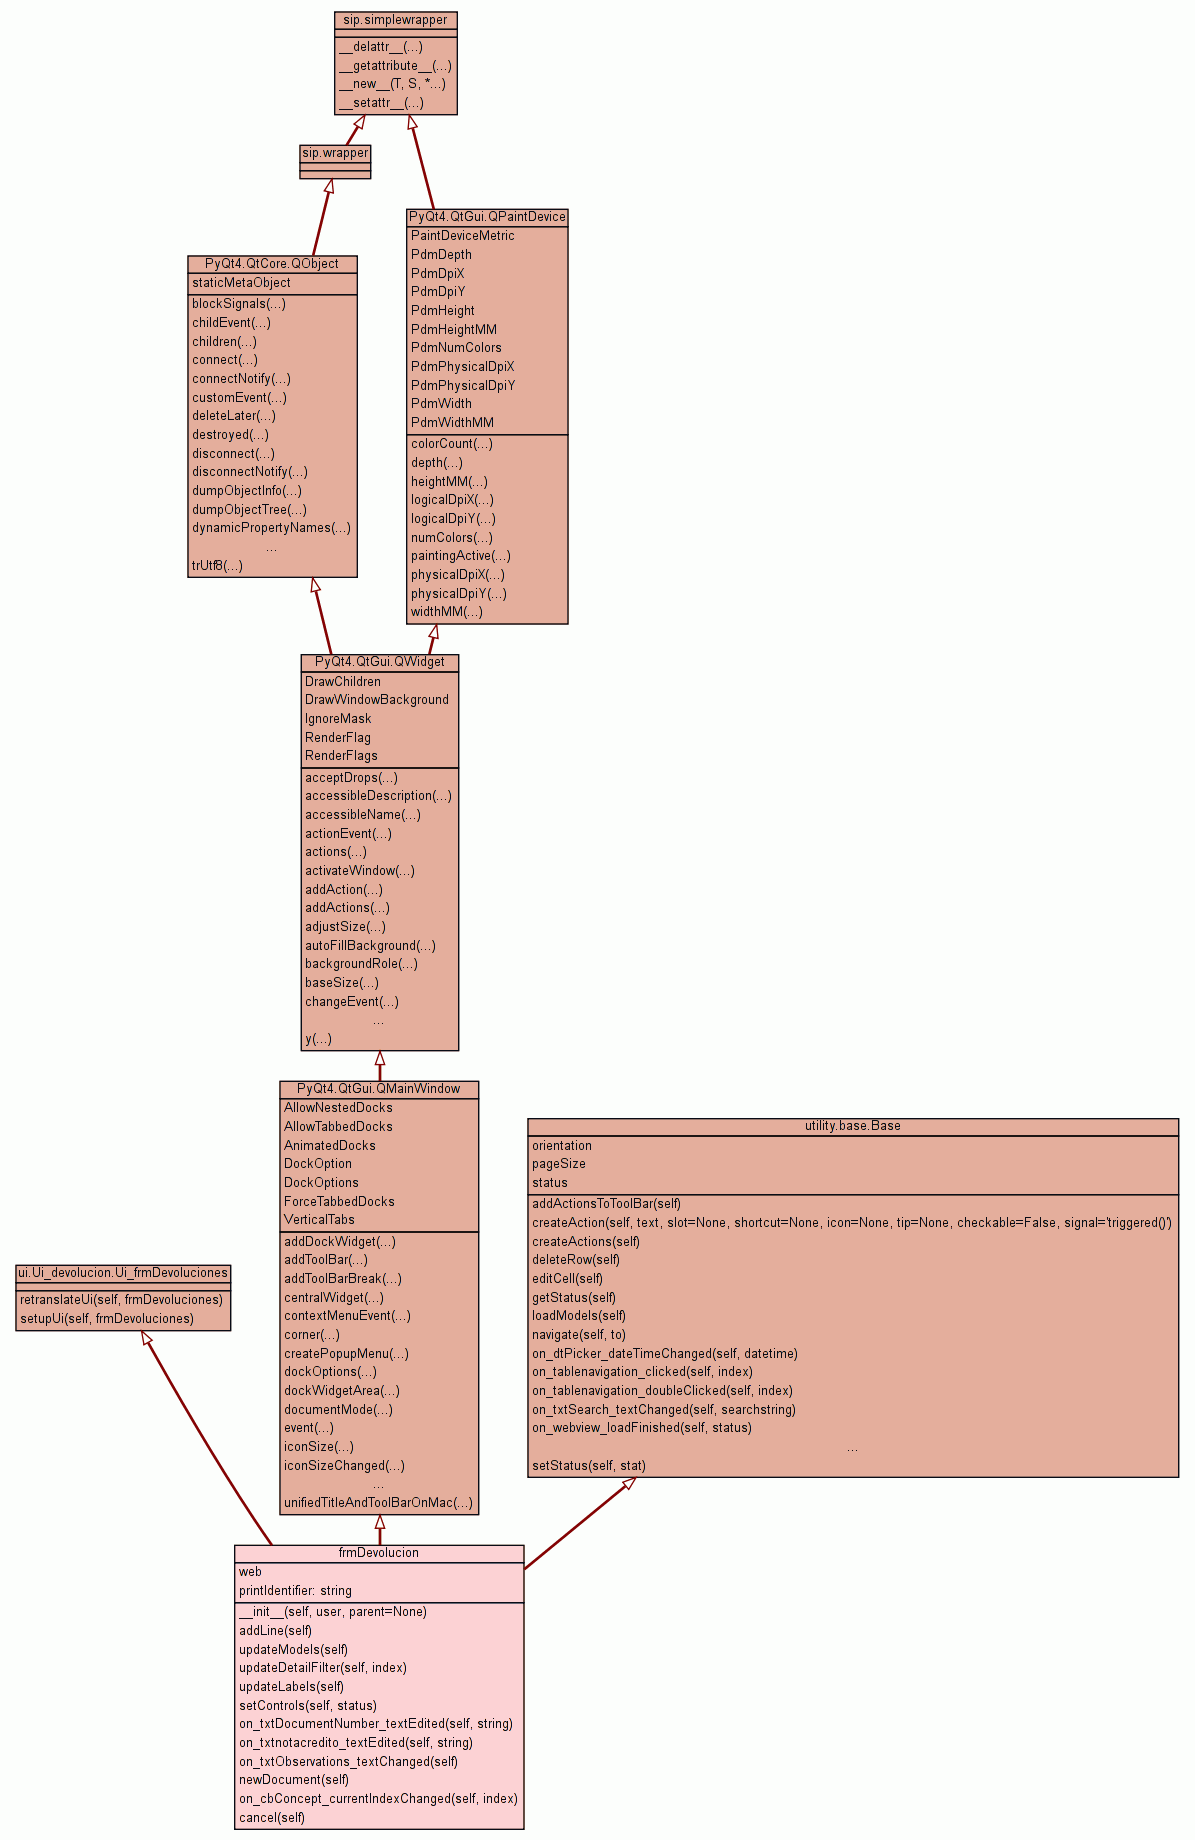 sip.simplewrapper
__delattr__(...)
__getattribute__(...)
__new__(T, S, *...)
__setattr__(...)
sip.wrapper
PyQt4.QtGui.QPaintDevice
PaintDeviceMetric
PdmDepth
PdmDpiX
PdmDpiY
PdmHeight
PdmHeightMM
PdmNumColors
PdmPhysicalDpiX
PdmPhysicalDpiY
PdmWidth
PdmWidthMM
colorCount(...)
depth(...)
heightMM(...)
logicalDpiX(...)
logicalDpiY(...)
numColors(...)
paintingActive(...)
physicalDpiX(...)
physicalDpiY(...)
widthMM(...)
PyQt4.QtCore.QObject
staticMetaObject
blockSignals(...)
childEvent(...)
children(...)
connect(...)
connectNotify(...)
customEvent(...)
deleteLater(...)
destroyed(...)
disconnect(...)
disconnectNotify(...)
dumpObjectInfo(...)
dumpObjectTree(...)
dynamicPropertyNames(...)
...
trUtf8(...)
PyQt4.QtGui.QWidget
DrawChildren
DrawWindowBackground
IgnoreMask
RenderFlag
RenderFlags
acceptDrops(...)
accessibleDescription(...)
accessibleName(...)
actionEvent(...)
actions(...)
activateWindow(...)
addAction(...)
addActions(...)
adjustSize(...)
autoFillBackground(...)
backgroundRole(...)
baseSize(...)
changeEvent(...)
...
y(...)
PyQt4.QtGui.QMainWindow
AllowNestedDocks
AllowTabbedDocks
AnimatedDocks
DockOption
DockOptions
ForceTabbedDocks
VerticalTabs
addDockWidget(...)
addToolBar(...)
addToolBarBreak(...)
centralWidget(...)
contextMenuEvent(...)
corner(...)
createPopupMenu(...)
dockOptions(...)
dockWidgetArea(...)
documentMode(...)
event(...)
iconSize(...)
iconSizeChanged(...)
...
unifiedTitleAndToolBarOnMac(...)
utility.base.Base
orientation
pageSize
status
addActionsToToolBar(self)
createAction(self, text, slot=None, shortcut=None, icon=None, tip=None, checkable=False, signal='triggered()')
createActions(self)
deleteRow(self)
editCell(self)
getStatus(self)
loadModels(self)
navigate(self, to)
on_dtPicker_dateTimeChanged(self, datetime)
on_tablenavigation_clicked(self, index)
on_tablenavigation_doubleClicked(self, index)
on_txtSearch_textChanged(self, searchstring)
on_webview_loadFinished(self, status)
...
setStatus(self, stat)
ui.Ui_devolucion.Ui_frmDevoluciones
retranslateUi(self, frmDevoluciones)
setupUi(self, frmDevoluciones)
frmDevolucion
web
printIdentifier: string
__init__(self, user, parent=None)
addLine(self)
updateModels(self)
updateDetailFilter(self, index)
updateLabels(self)
setControls(self, status)
on_txtDocumentNumber_textEdited(self, string)
on_txtnotacredito_textEdited(self, string)
on_txtObservations_textChanged(self)
newDocument(self)
on_cbConcept_currentIndexChanged(self, index)
cancel(self)